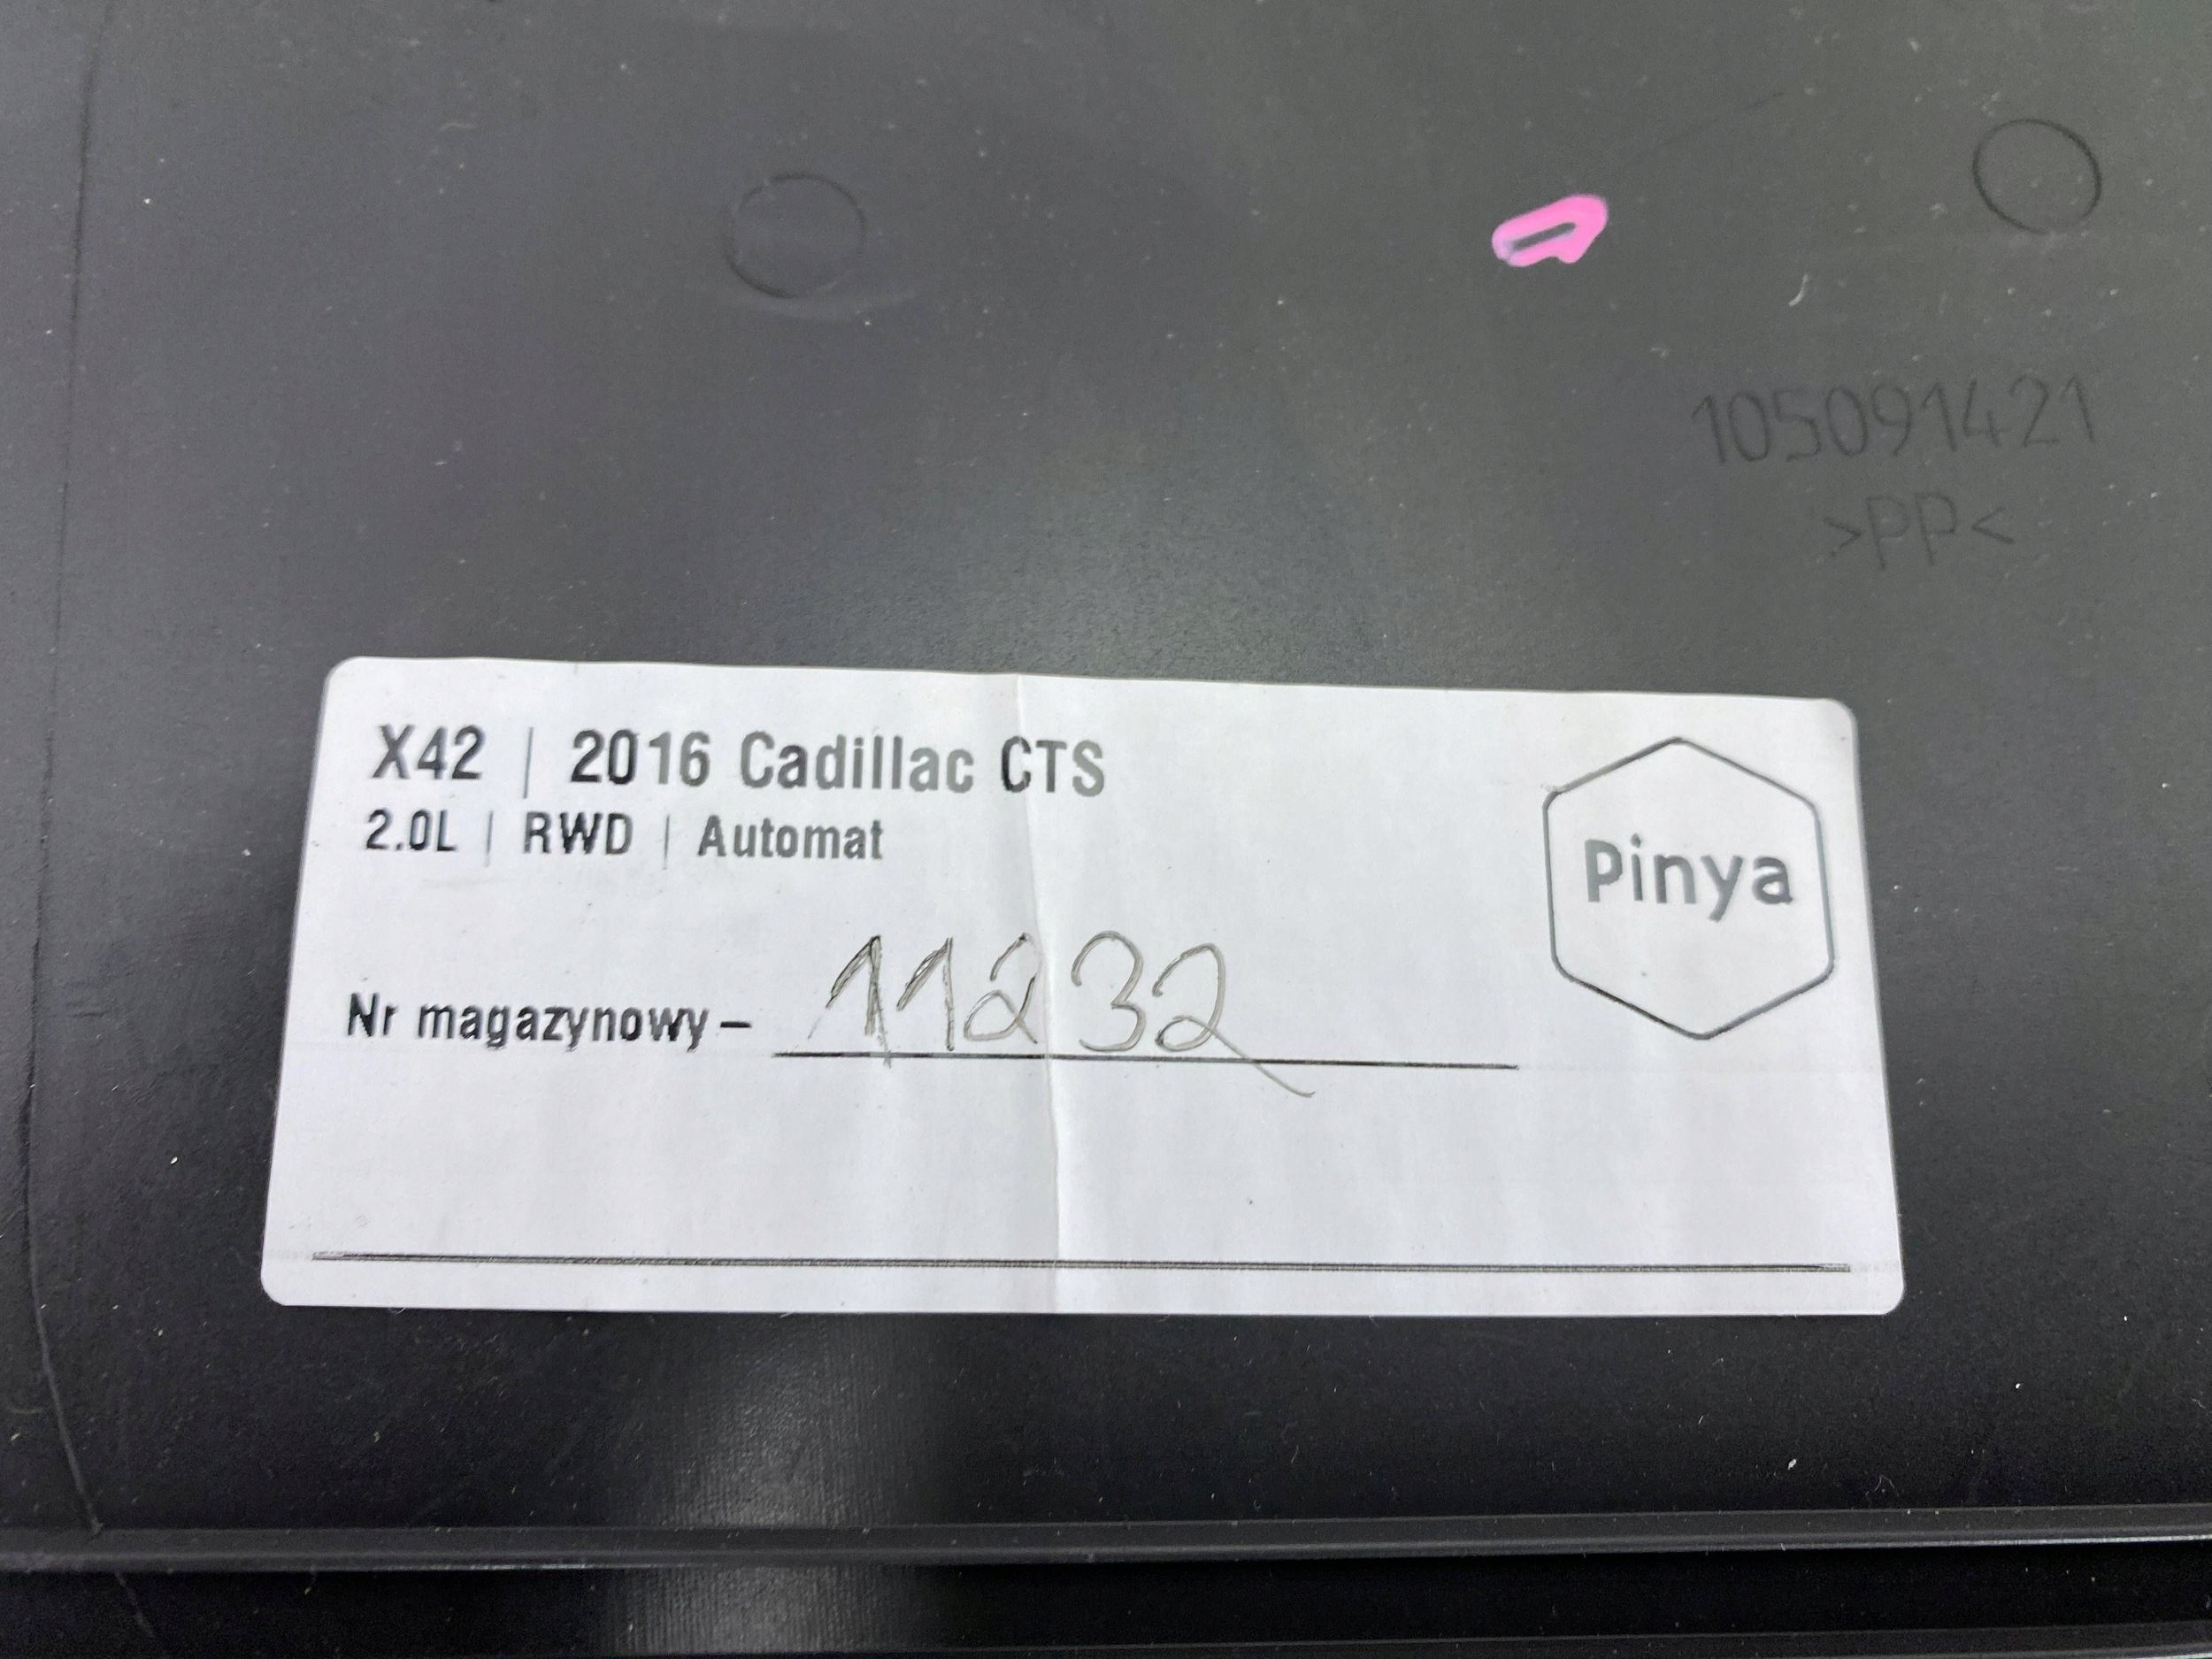 105091421
>PP<
X42 | 2016 Cadillac CTS
2.0L | RWD | Automat
Pinya
Nr magazynowy – 11232